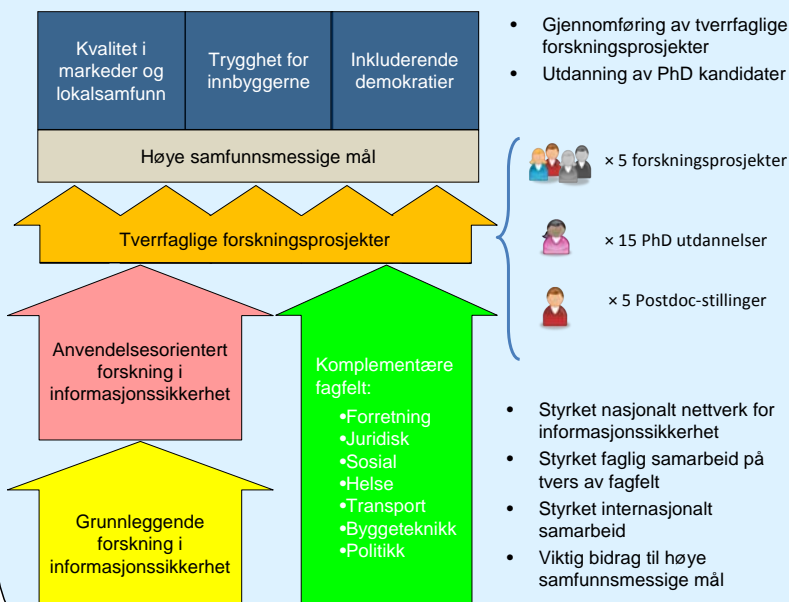 Kvalitet i
markeder og
lokalsamfunn
Trygghet for
innbyggerne
Inkluderende
demokratier
Høye samfunnsmessige mål
Tverrfaglige forskningsprosjekter
Anvendelsesorientert
forskning i
informasjonssikkerhet
Grunnleggende
forskning i
informasjonssikkerhet
Komplementære
fagfelt:
•Forretning
•Juridisk
•Sosial
•Helse
•Transport
•Byggeteknikk
•Politikk
• Gjennomføring av tverrfaglige
forskningsprosjekter
• Utdanning av PhD kandidater
× 5 forskningsprosjekter
× 15 PhD utdannelser
× 5 Postdoc-stillinger
• Styrket nasjonalt nettverk for
informasjonssikkerhet
• Styrket faglig samarbeid på
tvers av fagfelt
• Styrket internasjonalt
samarbeid
• Viktig bidrag til høye
samfunnsmessige mål